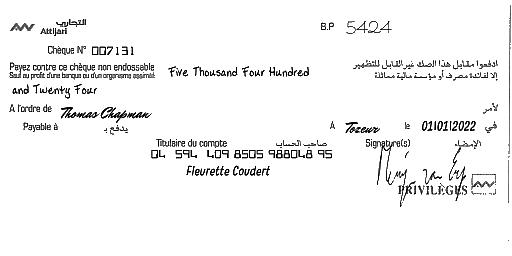 التجاري
Attijari
B.P 5424
Chèque N° 007131
Payez contre ce chèque non endossable
Sauf au profit d'une banque ou d'un organisme assimilé
Five Thousand Four Hundred
ادفعوا مقابل هذا الصك غير القابل للتظهير
إلا لفائدة مصرف أو مؤسسة مالية مماثلة
and Twenty Four
A l'ordre de Thomas Chapman لأمر
Payable à يدفع بـ A Tozeur le 01/01/2022 في
Titulaire du compte صاحب الحساب Signature(s) الإمضاء
04 594 409 8505 988048 95
Fleurette Coudert
PRIVILÈGES